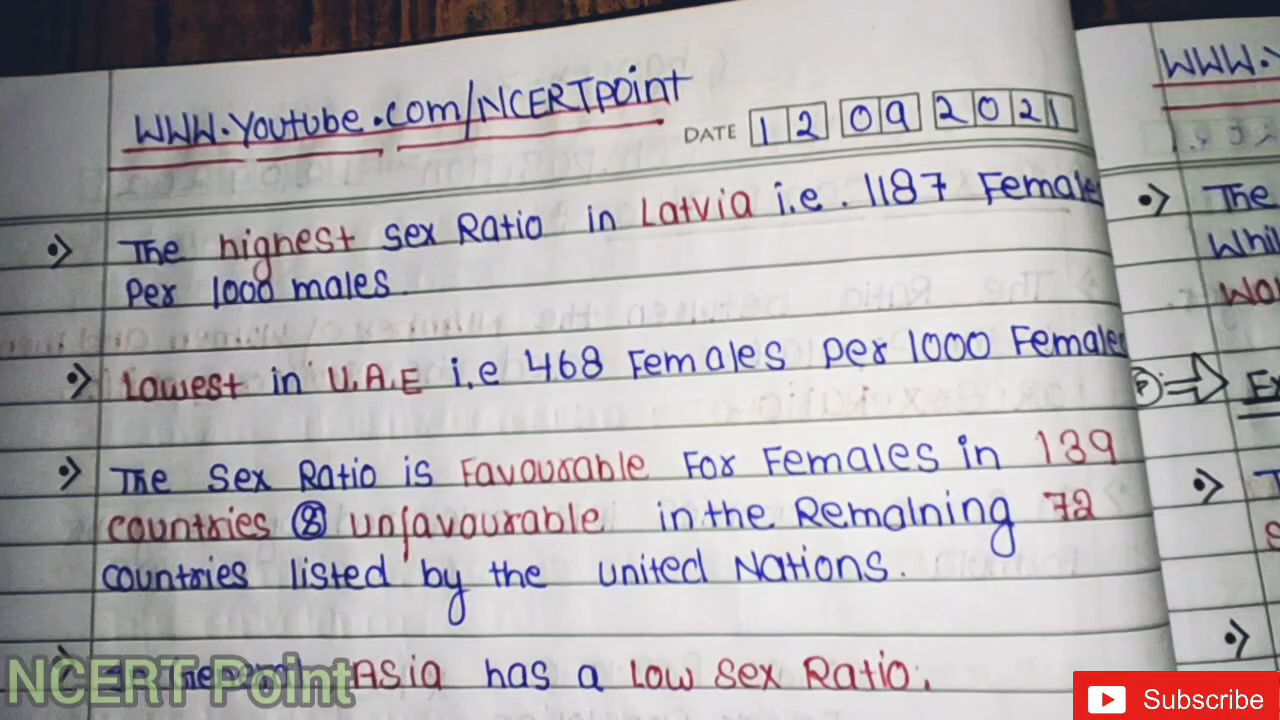 WWW.Youtube.com/NCERTpoint
DATE 12 09 2021
•> The highest sex Ratio in Latvia i.e. 1187 Females
Per 1000 males.
•> Lowest in U.A.E i.e 468 Females per 1000 Females
•> The sex Ratio is Favourable For Females in 139
countries & unfavourable in the Remaining 72
countries listed by the united Nations.
Asia has a low sex Ratio.
NCERT Point
WWW.Y
•> The
Whil
Wo
⇒ Ex
•> T
S
•>
Subscribe